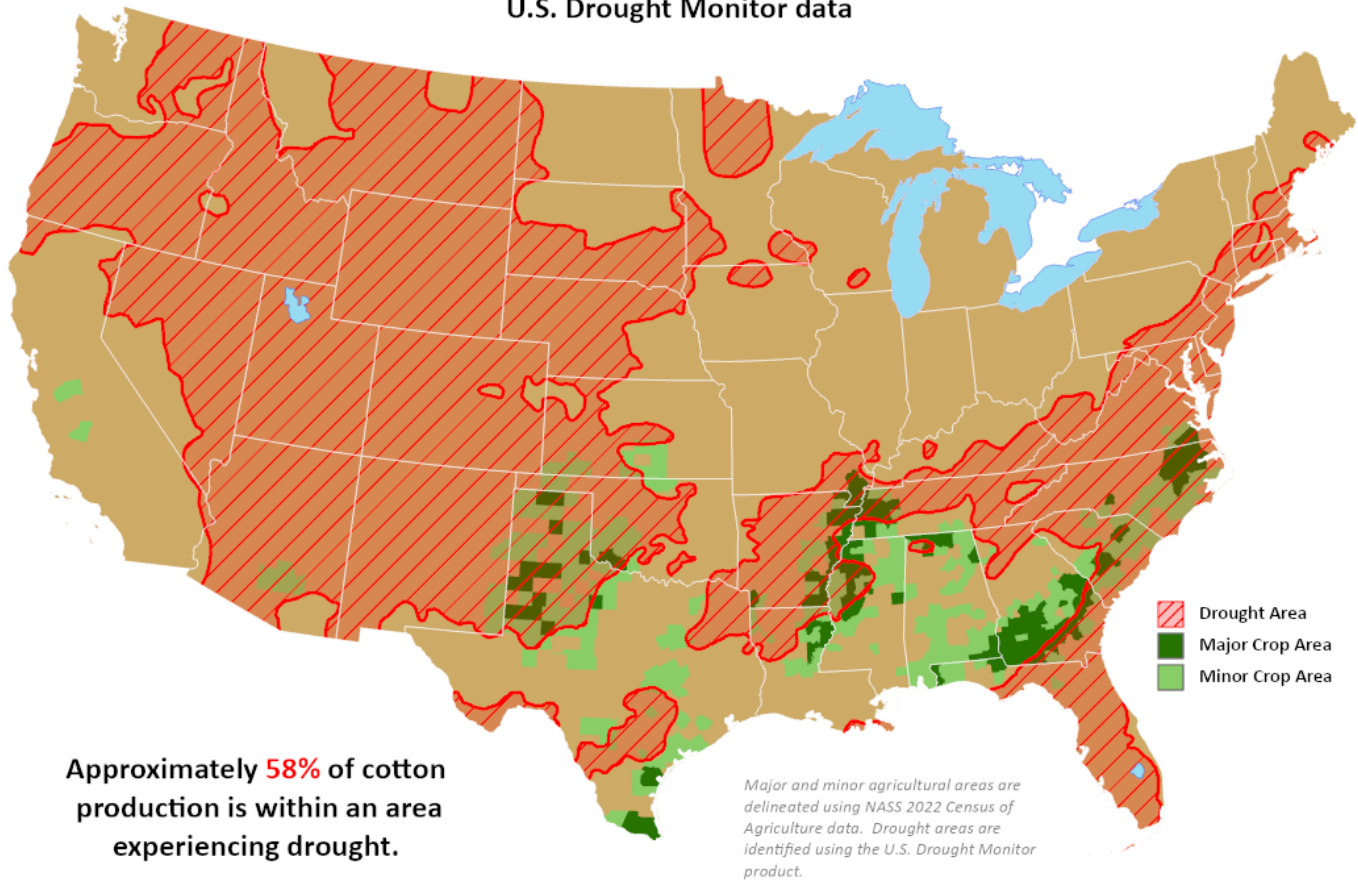 U.S. Drought Monitor data
Drought Area
Major Crop Area
Minor Crop Area
Approximately 58% of cotton
production is within an area
experiencing drought.
Major and minor agricultural areas are
delineated using NASS 2022 Census of
Agriculture data.  Drought areas are
identified using the U.S. Drought Monitor
product.